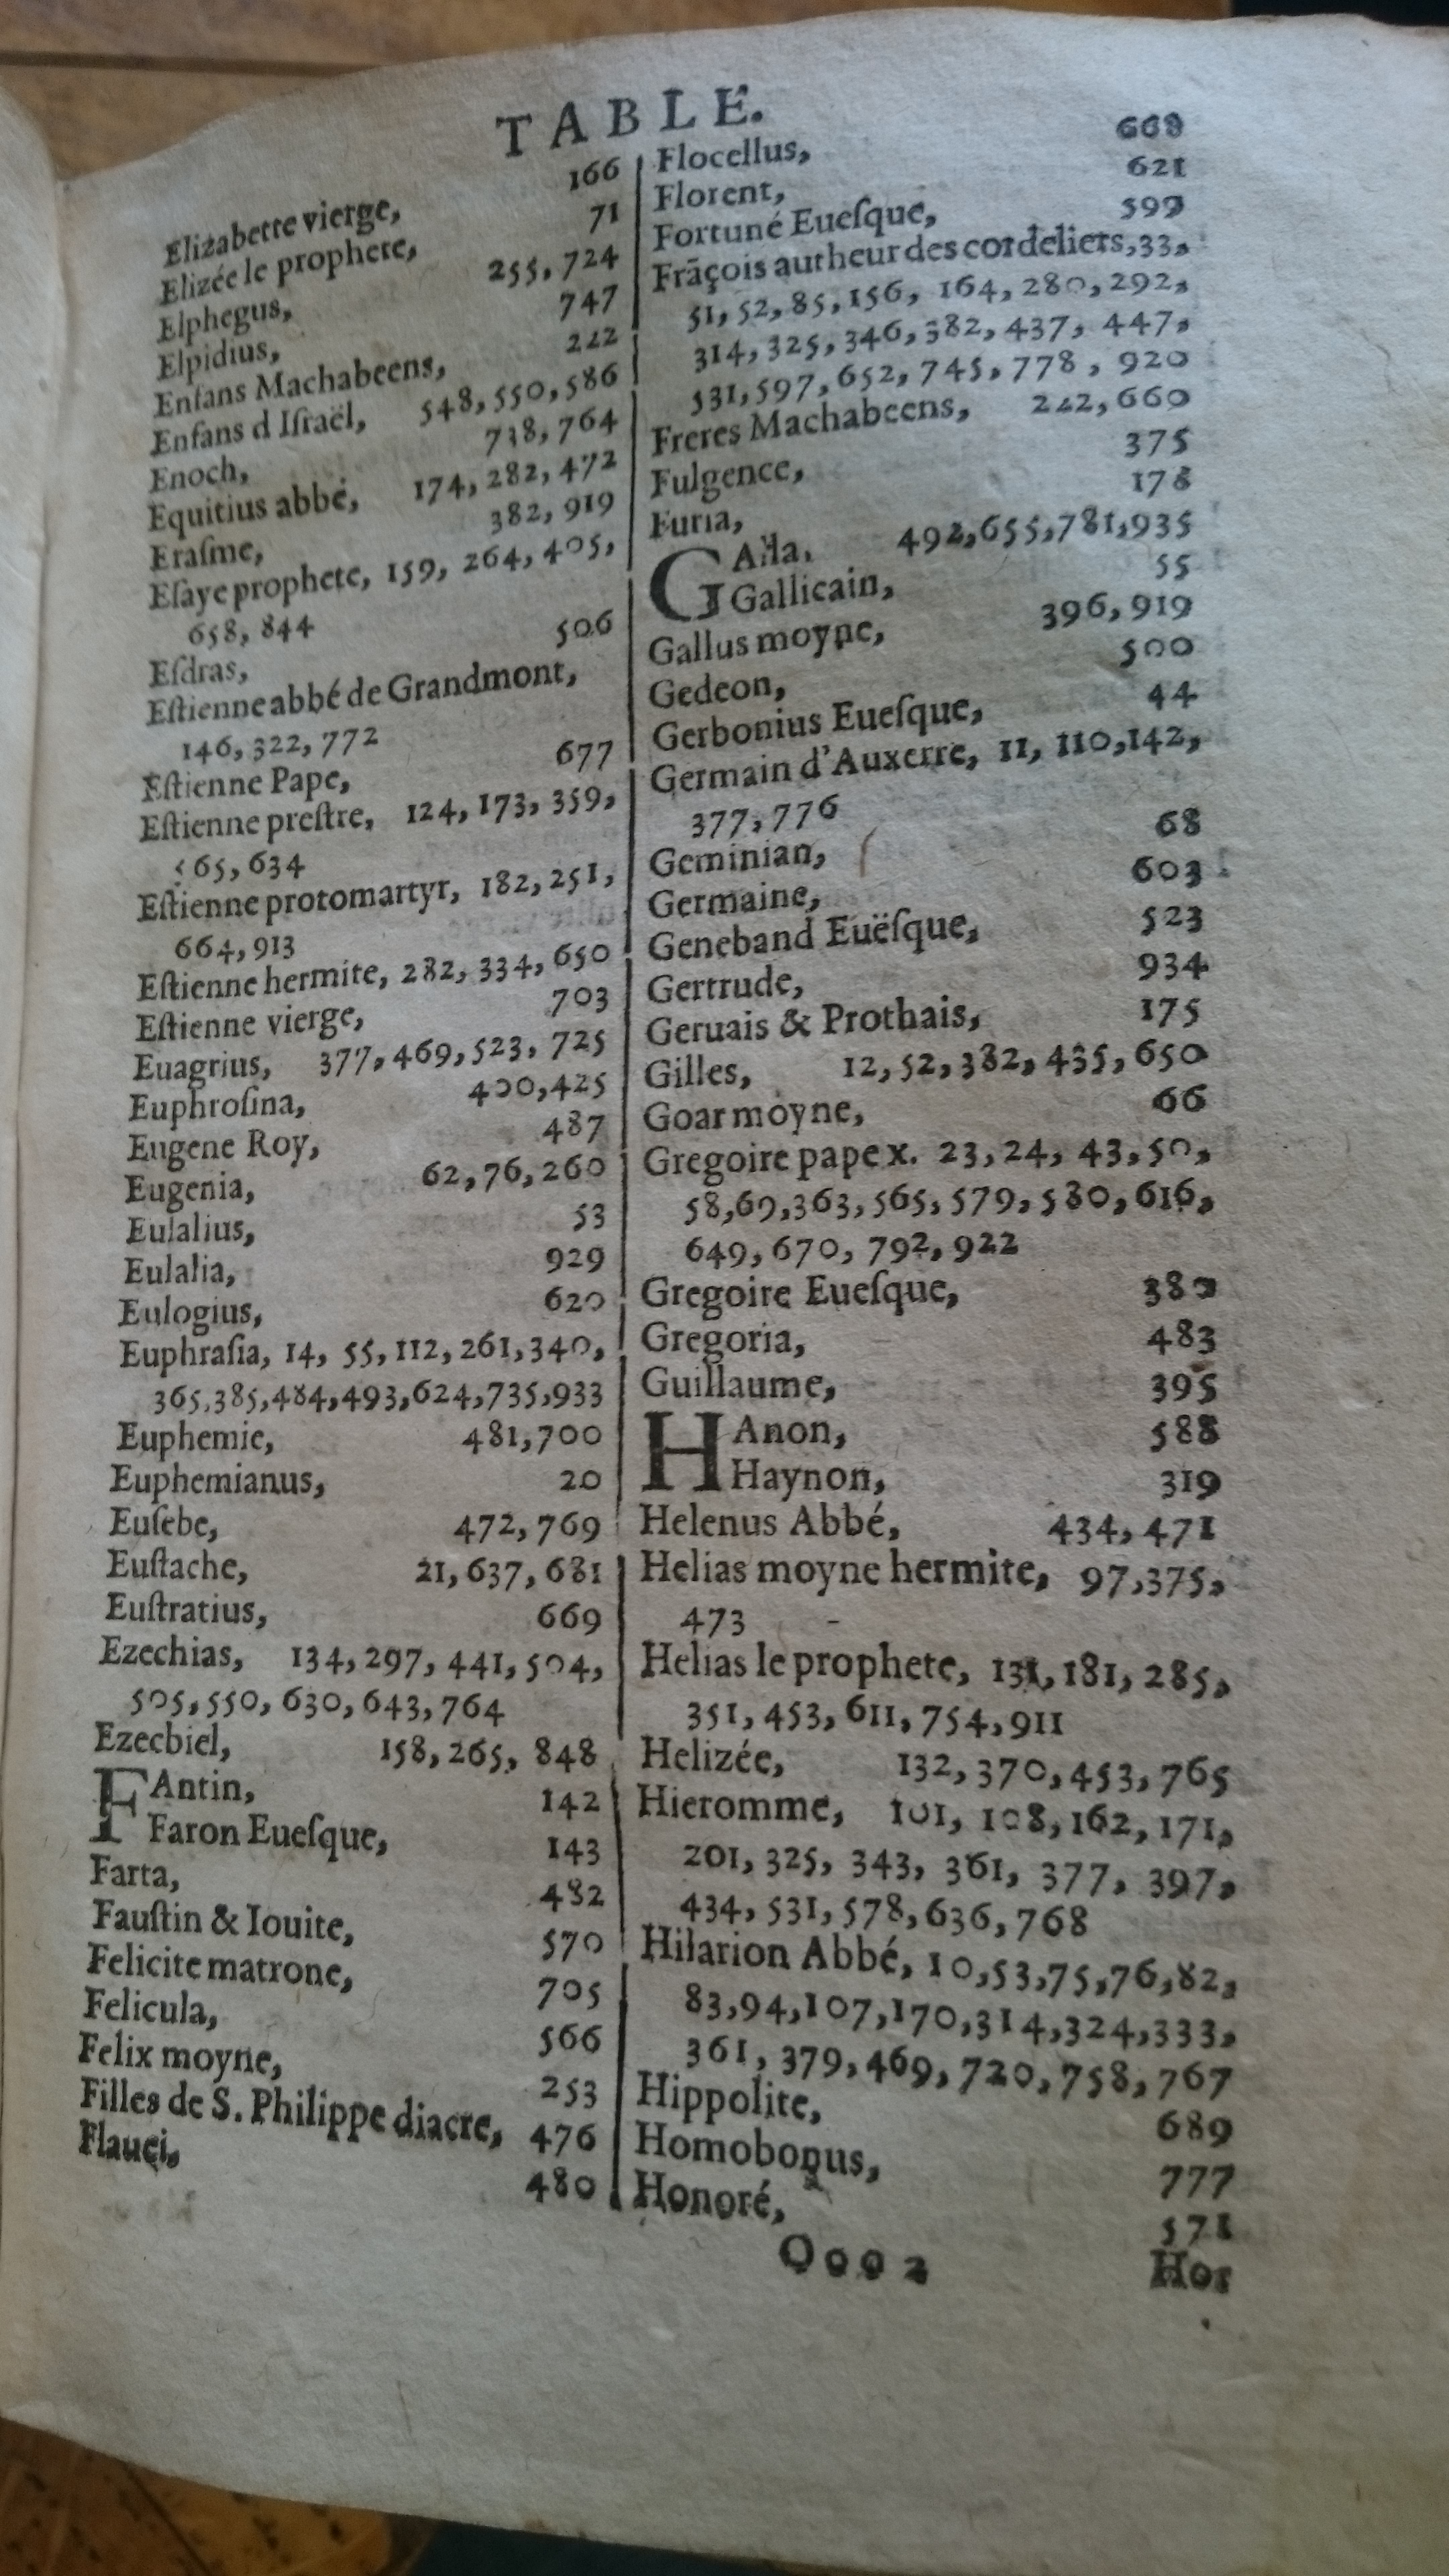 TABLE.
Elizabette vierge, 166
Elizée le prophete, 71
Elphegus, 255, 724
Elpidius, 747
Enfans Machabeens, 222
Enfans d Iſraël, 548, 550, 586
Enoch, 738, 764
Equitius abbé, 174, 282, 472
Eraſme, 382, 919
Eſaye prophete, 159, 264, 405,
658, 844
Eſdras, 506
Eſtienne abbé de Grandmont,
146, 322, 772
Eſtienne Pape, 677
Eſtienne preſtre, 124, 173, 359,
565, 634
Eſtienne protomartyr, 182, 251,
664, 913
Eſtienne hermite, 282, 334, 650
Eſtienne vierge, 703
Euagrius, 377, 469, 523, 725
Euphroſina, 400, 425
Eugene Roy, 487
Eugenia, 62, 76, 260
Eulalius, 53
Eulalia, 929
Eulogius, 620
Euphraſia, 14, 55, 112, 261, 340,
365, 385, 484, 493, 624, 735, 933
Euphemie, 481, 700
Euphemianus, 20
Euſebe, 472, 769
Euſtache, 21, 637, 681
Euſtratius, 669
Ezechias, 134, 297, 441, 504,
505, 550, 630, 643, 764
Ezecbiel, 158, 265, 848
FAntin, 142
Faron Eueſque, 143
Farta, 482
Fauſtin & Iouite, 570
Felicite matrone, 705
Felicula, 566
Felix moyne, 253
Filles de S. Philippe diacre, 476
Flauei, 480
Flocellus, 668
Florent, 621
Fortuné Eueſque, 599
Frāçois autheur des cordeliers, 33,
51, 52, 85, 156, 164, 280, 292,
314, 325, 346, 382, 437, 447,
531, 597, 652, 745, 778, 920
Freres Machabeens, 222, 660
Fulgence, 375
Furia, 178
GAlla, 492, 655, 781, 935
Gallicain, 55
Gallus moyne, 396, 919
Gedeon, 500
Gerbonius Eueſque, 44
Germain d'Auxerre, 11, 110, 142,
377, 776
Geminian, 68
Germaine, 603
Geneband Euëſque, 523
Gertrude, 934
Geruais & Prothais, 175
Gilles, 12, 52, 382, 435, 650
Goar moyne, 66
Gregoire pape x. 23, 24, 43, 50,
58, 69, 363, 565, 579, 580, 616,
649, 670, 792, 922
Gregoire Eueſque, 380
Gregoria, 483
Guillaume, 395
HAnon, 588
Haynon, 319
Helenus Abbé, 434, 471
Helias moyne hermite, 97, 375,
473
Helias le prophete, 131, 181, 285,
351, 453, 611, 754, 911
Helizée, 132, 370, 453, 765
Hieromme, 101, 108, 162, 171,
201, 325, 343, 361, 377, 397,
434, 531, 578, 636, 768
Hilarion Abbé, 10, 53, 75, 76, 82,
83, 94, 107, 170, 314, 324, 333,
361, 379, 469, 720, 758, 767
Hippolite, 689
Homobonus, 777
Honoré, 571
Qqq 2 Hor